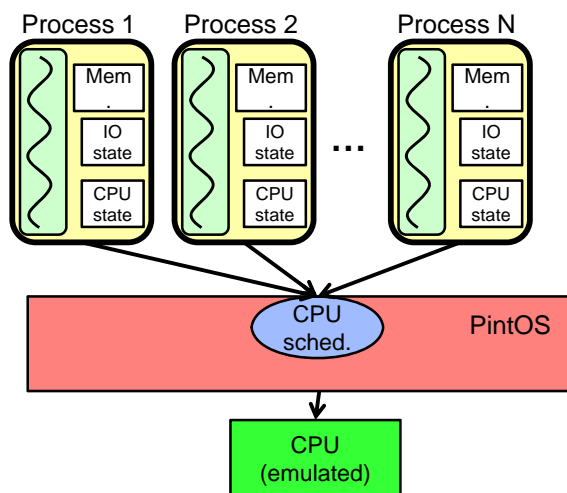 Process 1
Process 2
Process N
Mem
.
IO
state
CPU
state
Mem
.
IO
state
CPU
state
...
Mem
.
IO
state
CPU
state
CPU
sched.
PintOS
CPU
(emulated)